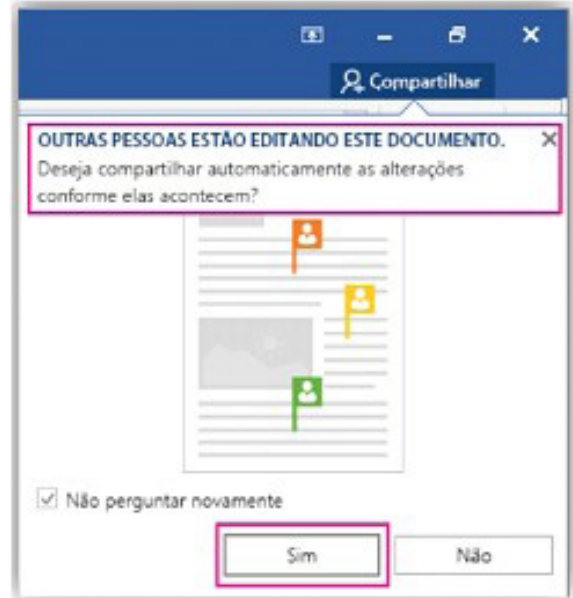 Compartilhar
OUTRAS PESSOAS ESTÃO EDITANDO ESTE DOCUMENTO.
Deseja compartilhar automaticamente as alterações
conforme elas acontecem?
Não perguntar novamente
Sim
Não